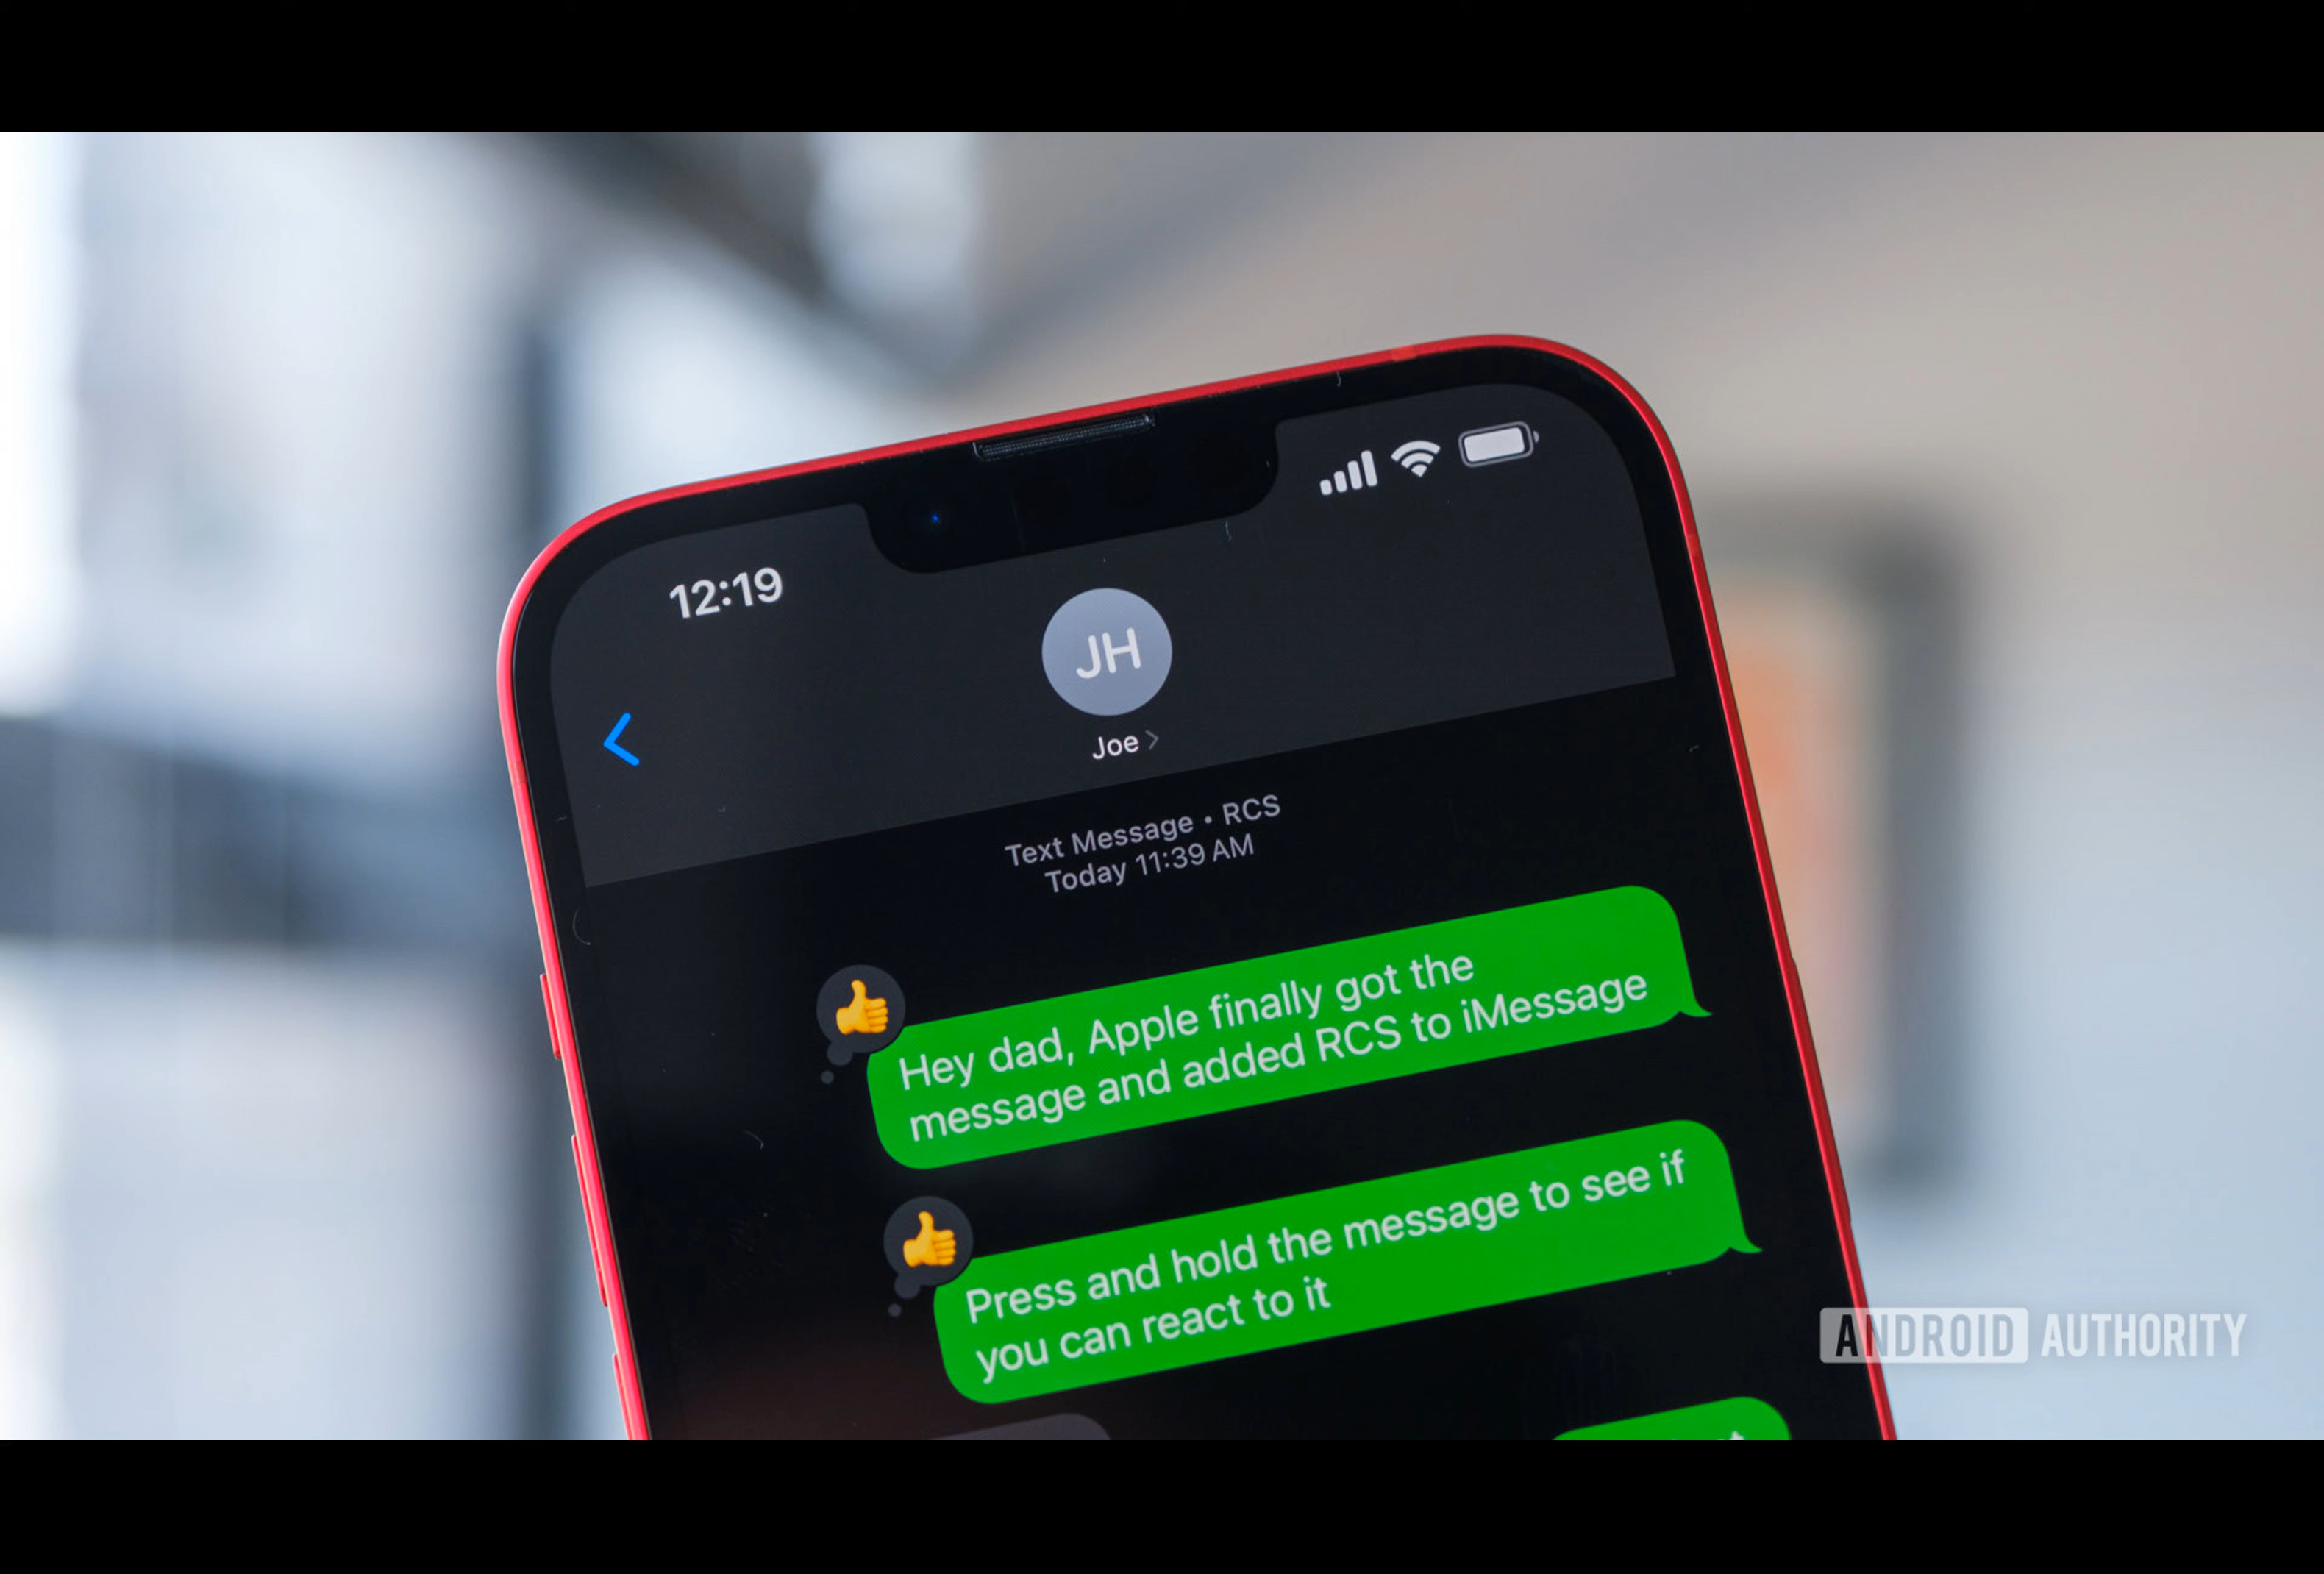 12:19
JH
Joe
Text Message • RCS
Today 11:39 AM
Hey dad, Apple finally got the
message and added RCS to iMessage
Press and hold the message to see if
you can react to it
ANDROID AUTHORITY